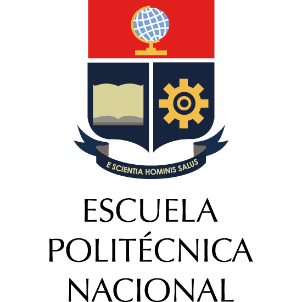 E SCIENTIA HOMINIS SALUS
ESCUELA
POLITÉCNICA
NACIONAL